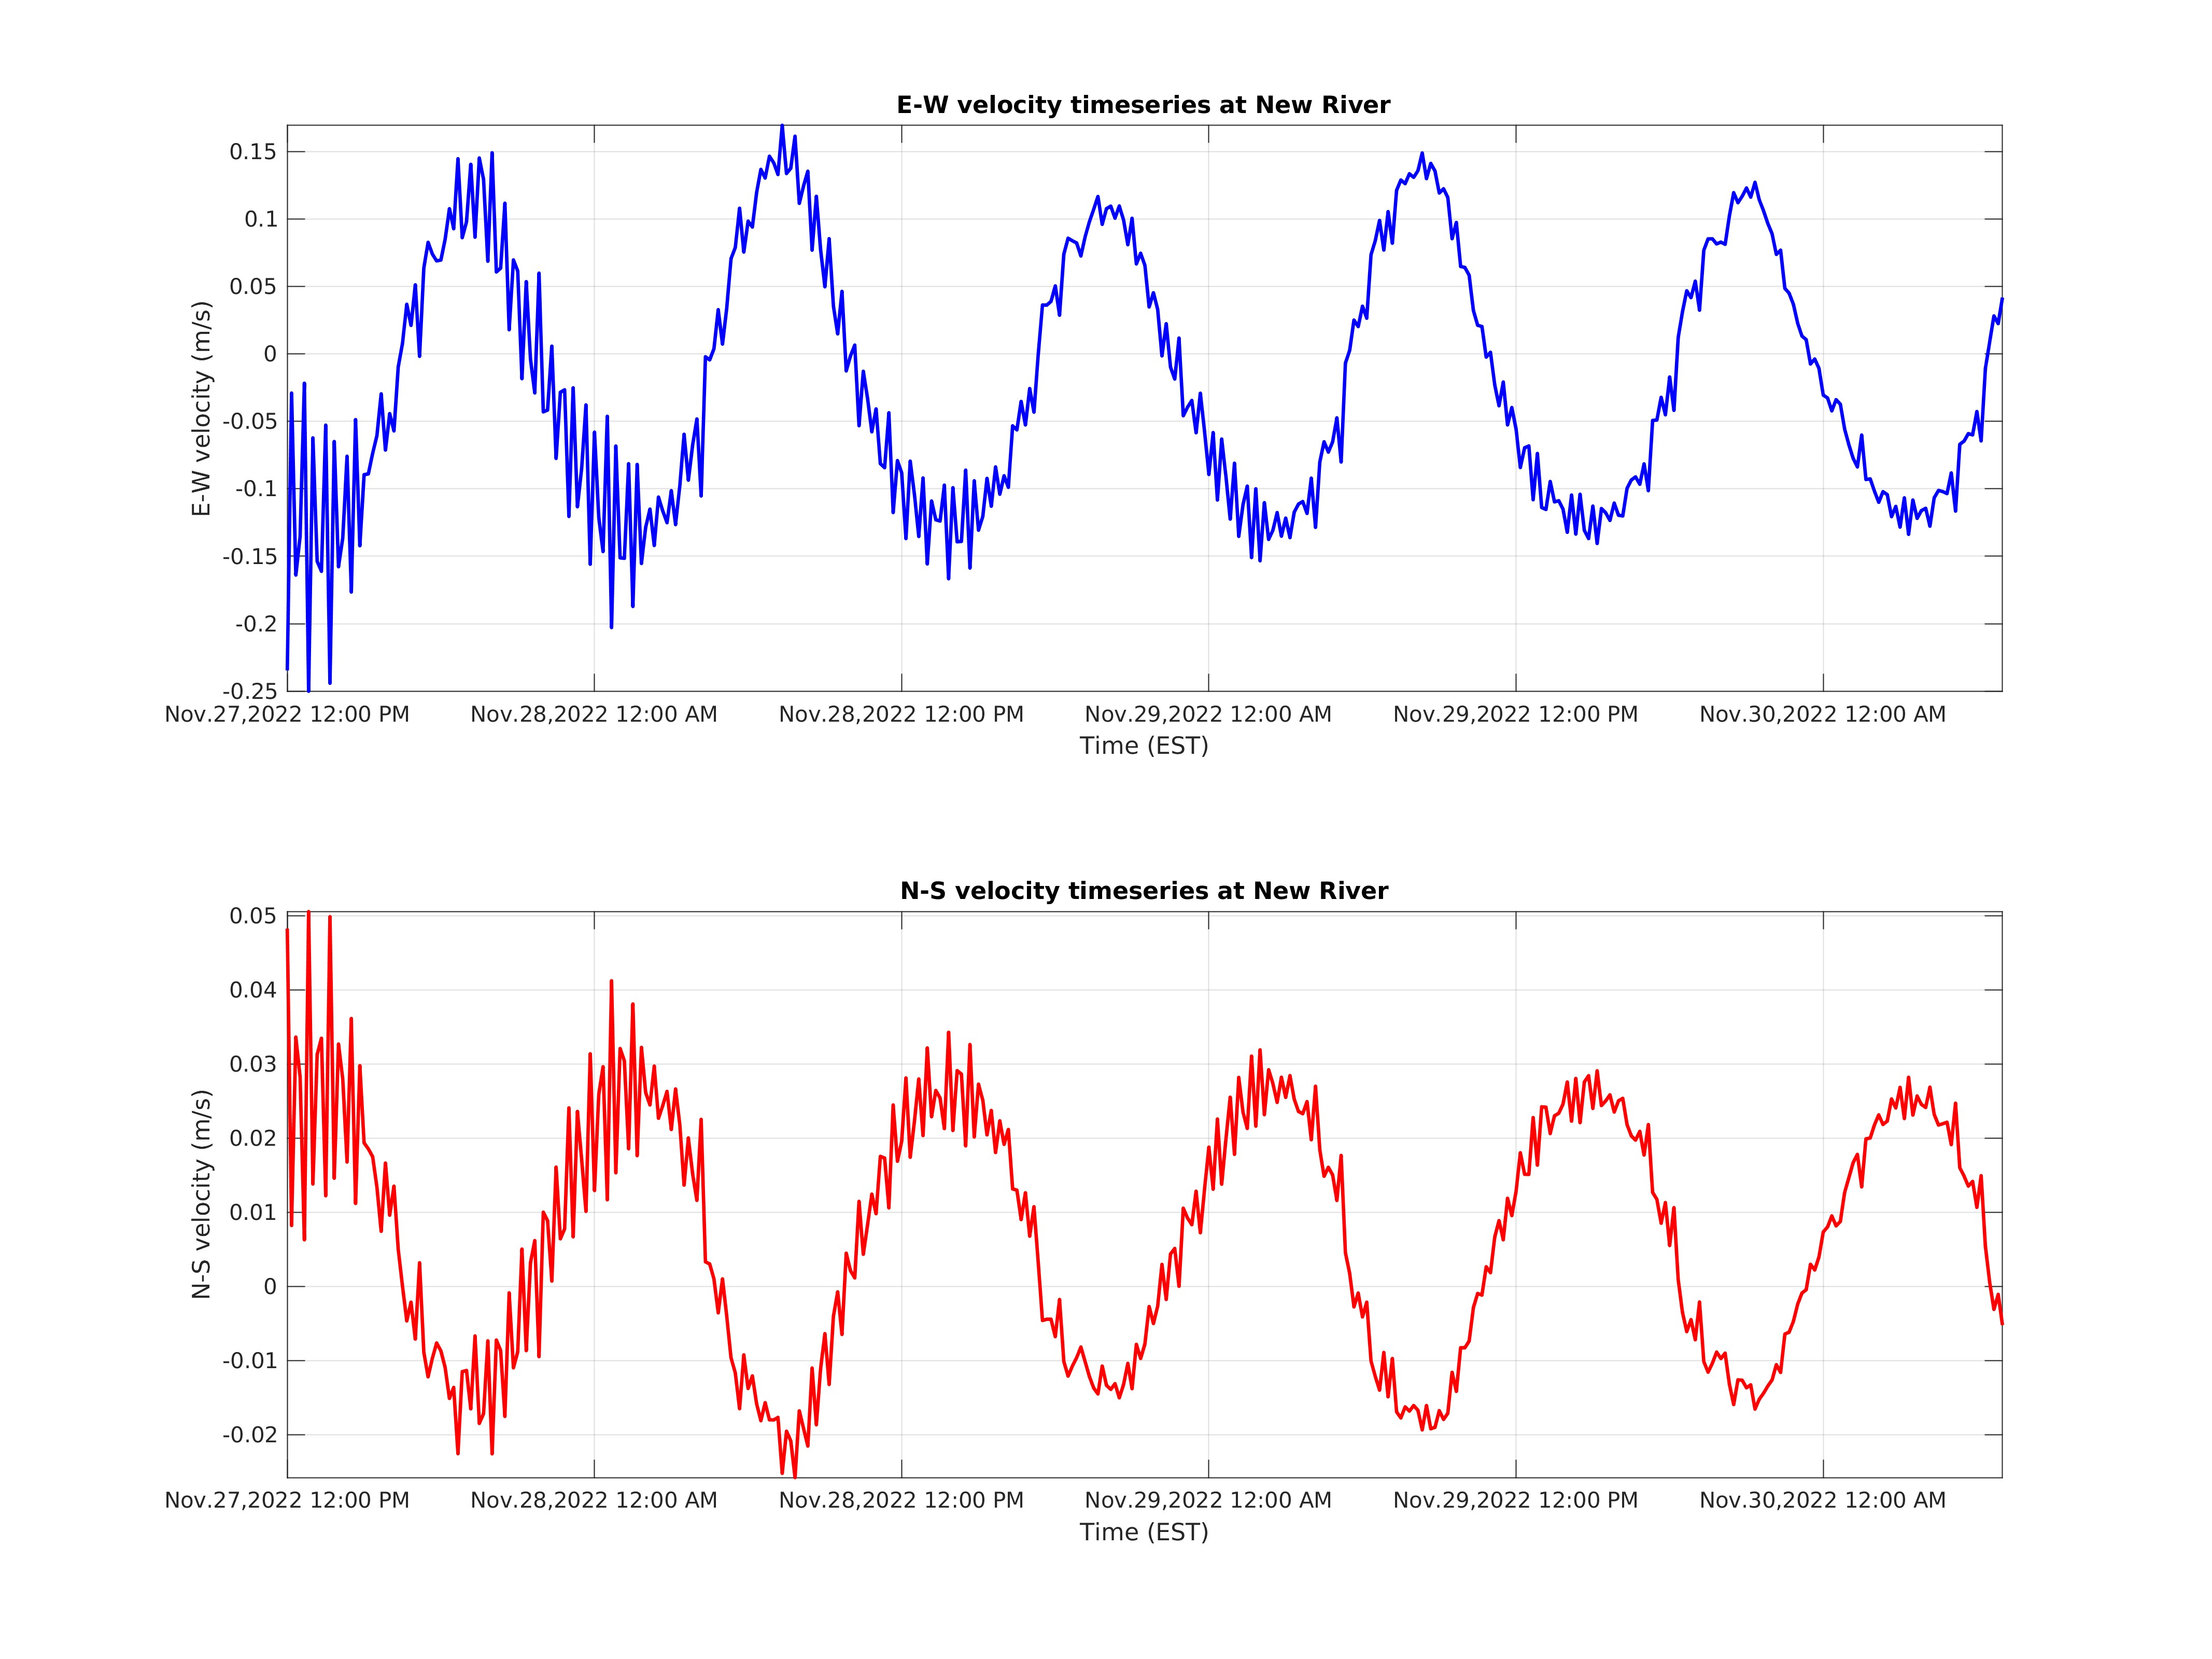 E-W velocity timeseries at New River
0.15
0.1
0.05
0
-0.05
-0.1
-0.15
-0.2
-0.25
E-W velocity (m/s)
Nov.27,2022 12:00 PM Nov.28,2022 12:00 AM Nov.28,2022 12:00 PM Nov.29,2022 12:00 AM Nov.29,2022 12:00 PM Nov.30,2022 12:00 AM
Time (EST)
N-S velocity timeseries at New River
0.05
0.04
0.03
0.02
0.01
0
-0.01
-0.02
N-S velocity (m/s)
Nov.27,2022 12:00 PM Nov.28,2022 12:00 AM Nov.28,2022 12:00 PM Nov.29,2022 12:00 AM Nov.29,2022 12:00 PM Nov.30,2022 12:00 AM
Time (EST)